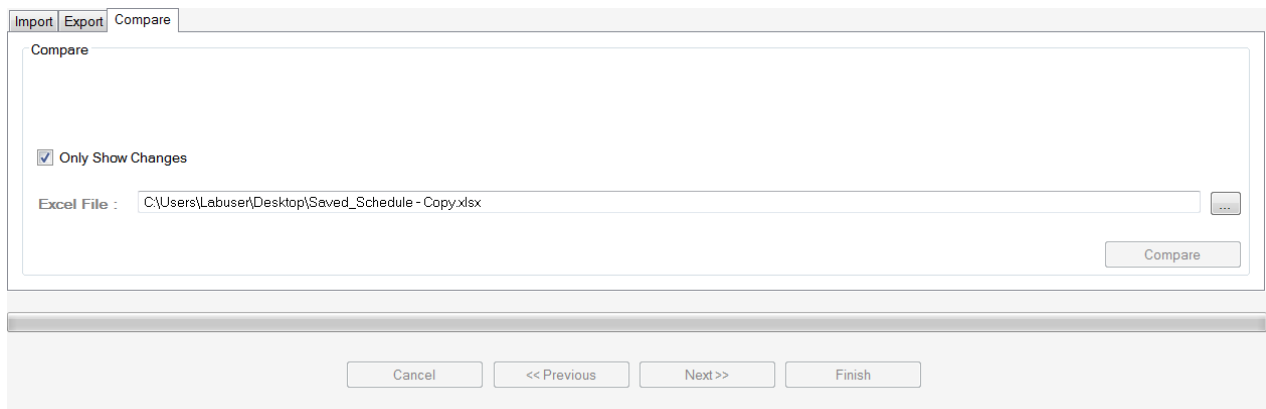 Import Export Compare
Compare
Only Show Changes
Excel File : C:\Users\Labuser\Desktop\Saved_Schedule - Copy.xlsx ...
Compare
Cancel << Previous Next >> Finish